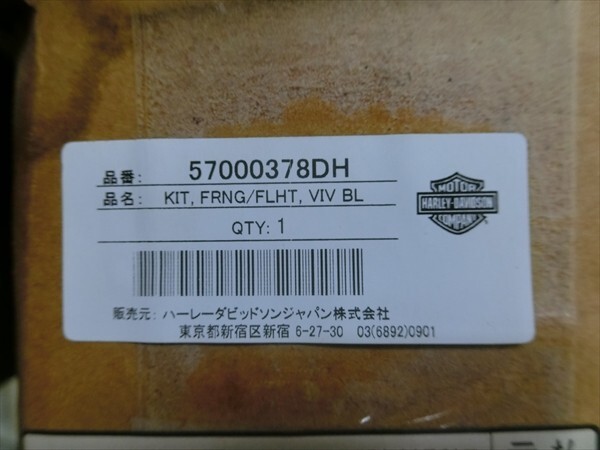 品番: 57000378DH
品名: KIT, FRNG/FLHT, VIV BL
QTY: 1
MOTOR
HARLEY-DAVIDSON
COMPANY
販売元: ハーレーダビッドソンジャパン株式会社
東京都新宿区新宿 6-27-30 03(6892)0901